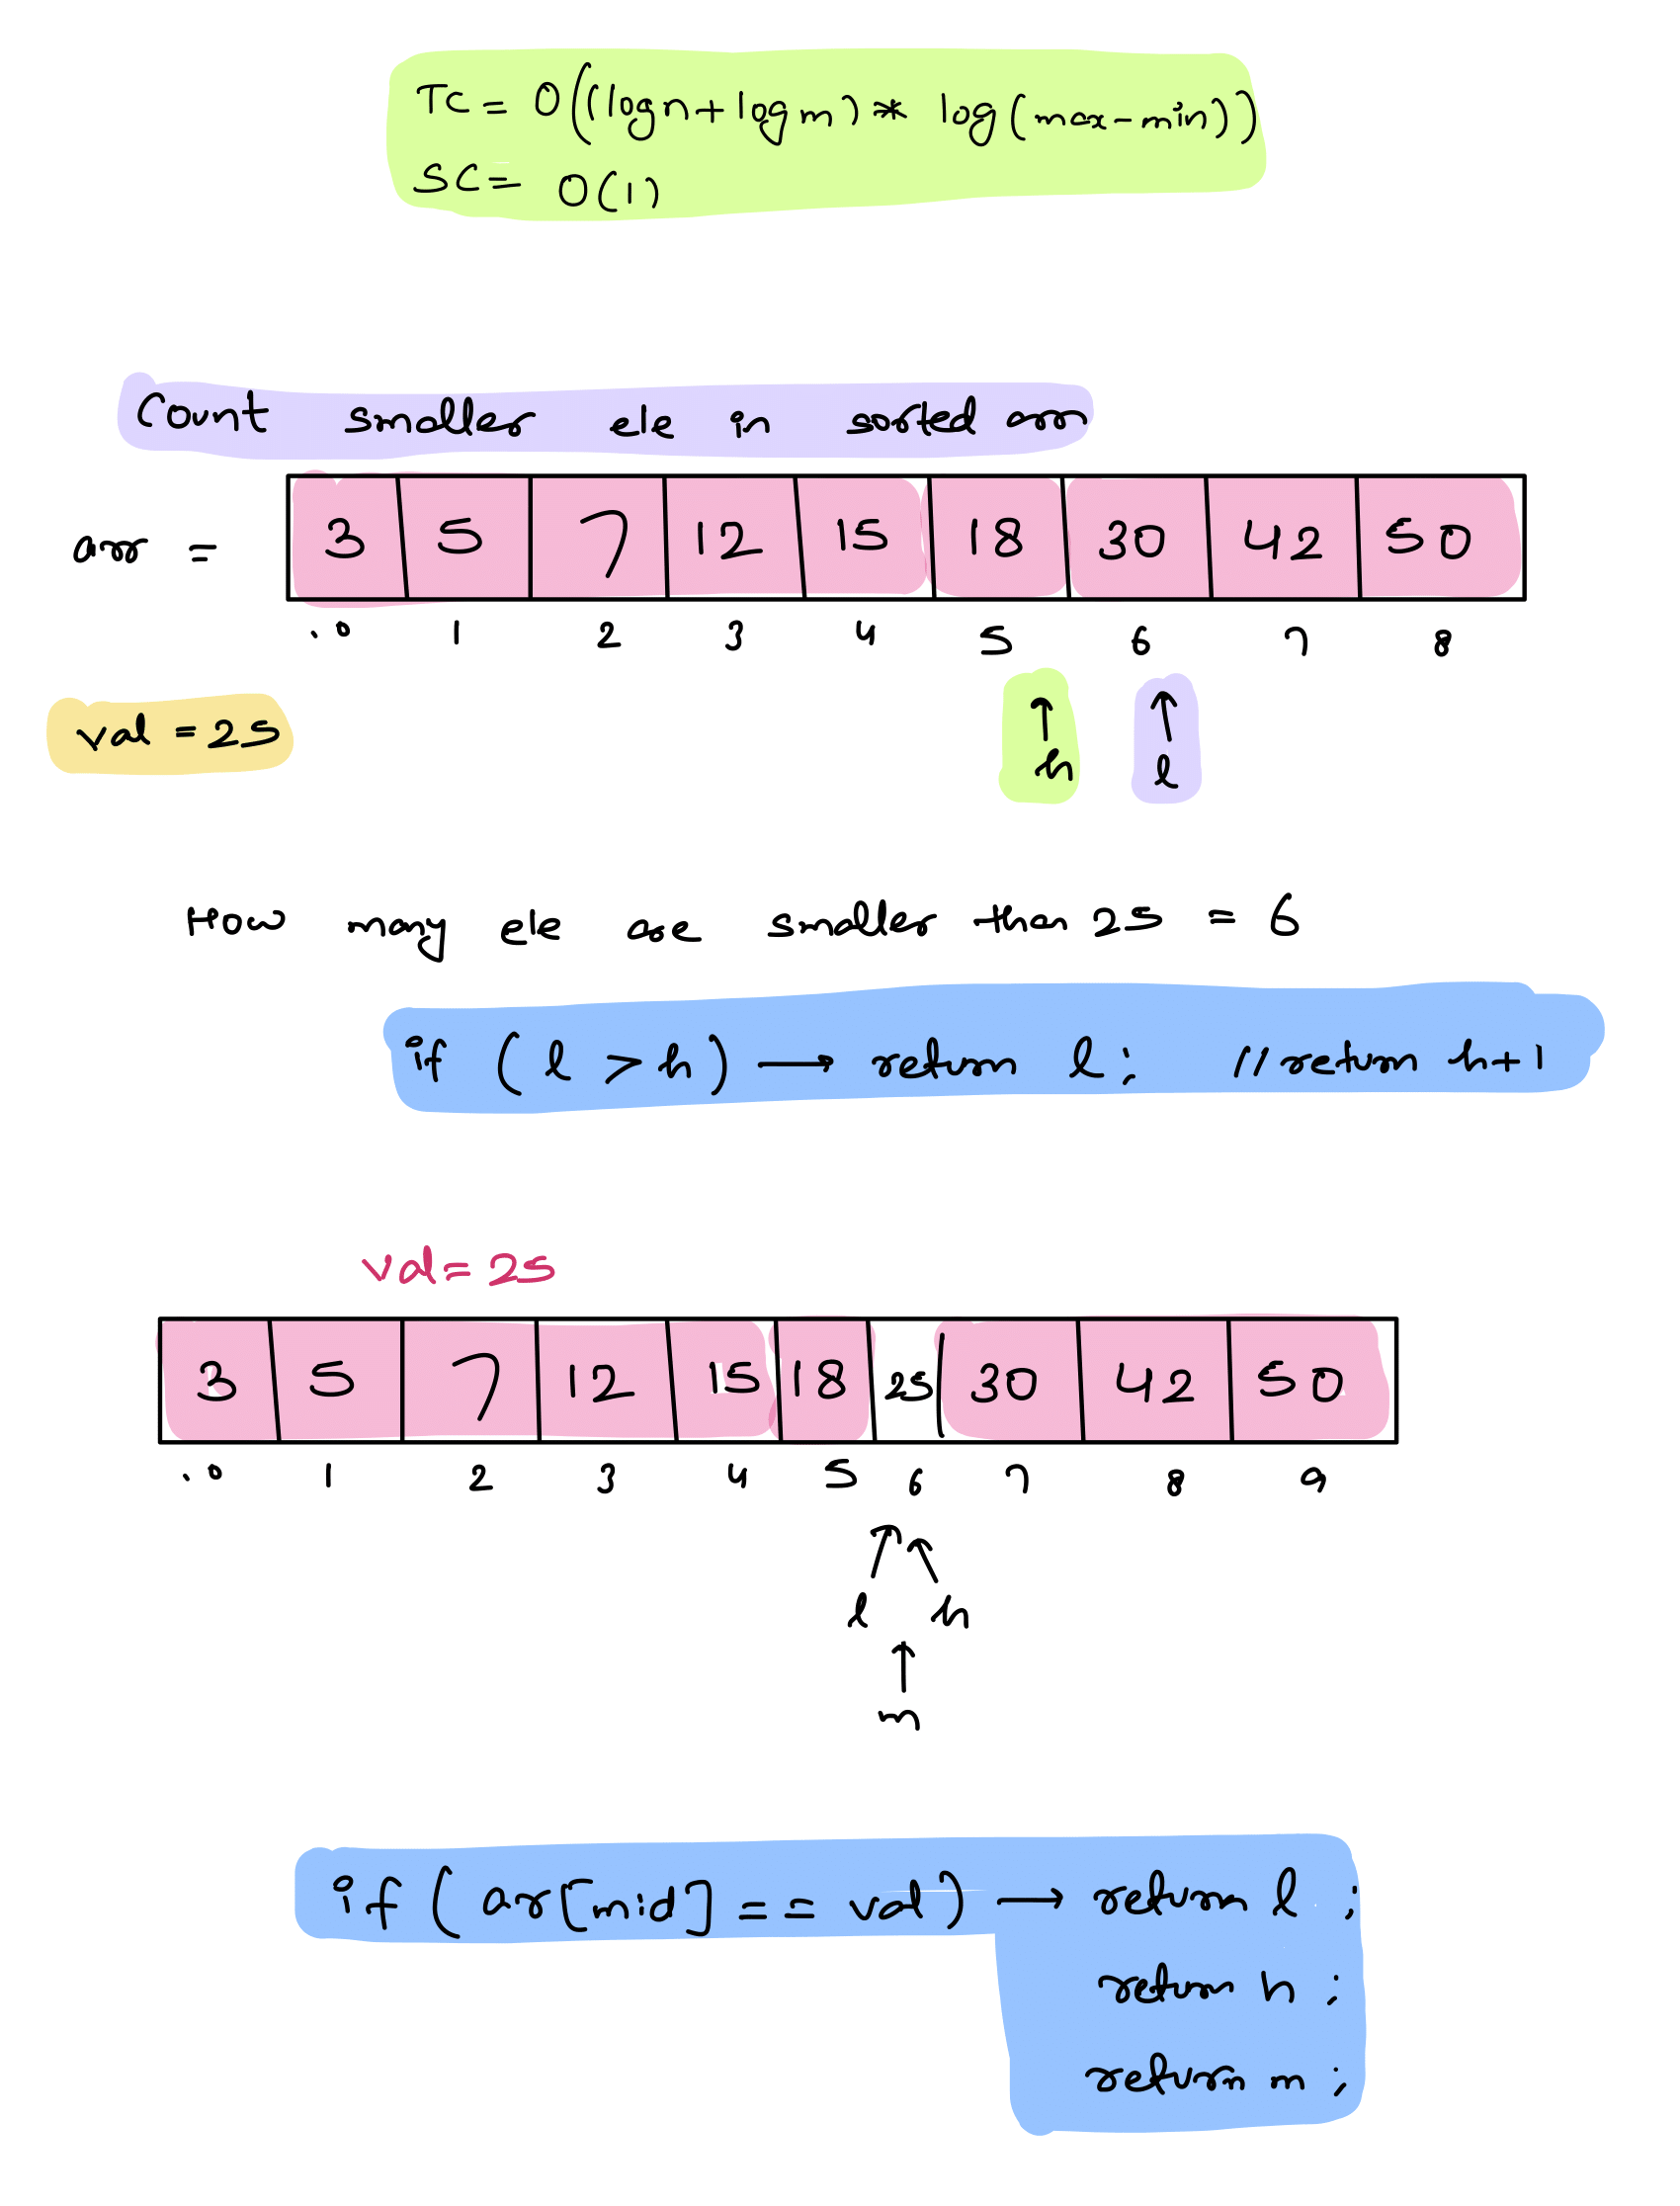 TC = O((logn+logm) * log(max-min))
SC = O(1)
Count smaller ele in sorted arr
arr = 3 5 7 12 15 18 30 42 50
0 1 2 3 4 5 6 7 8
val = 25
h l
How many ele are smaller than 25 = 6
if (l > h) → return l; // return h+1
val = 25
3 5 7 12 15 18 25 30 42 50
0 1 2 3 4 5 6 7 8 9
l h
m
if (arr[mid] == val) → return l ;
return h ;
return m ;